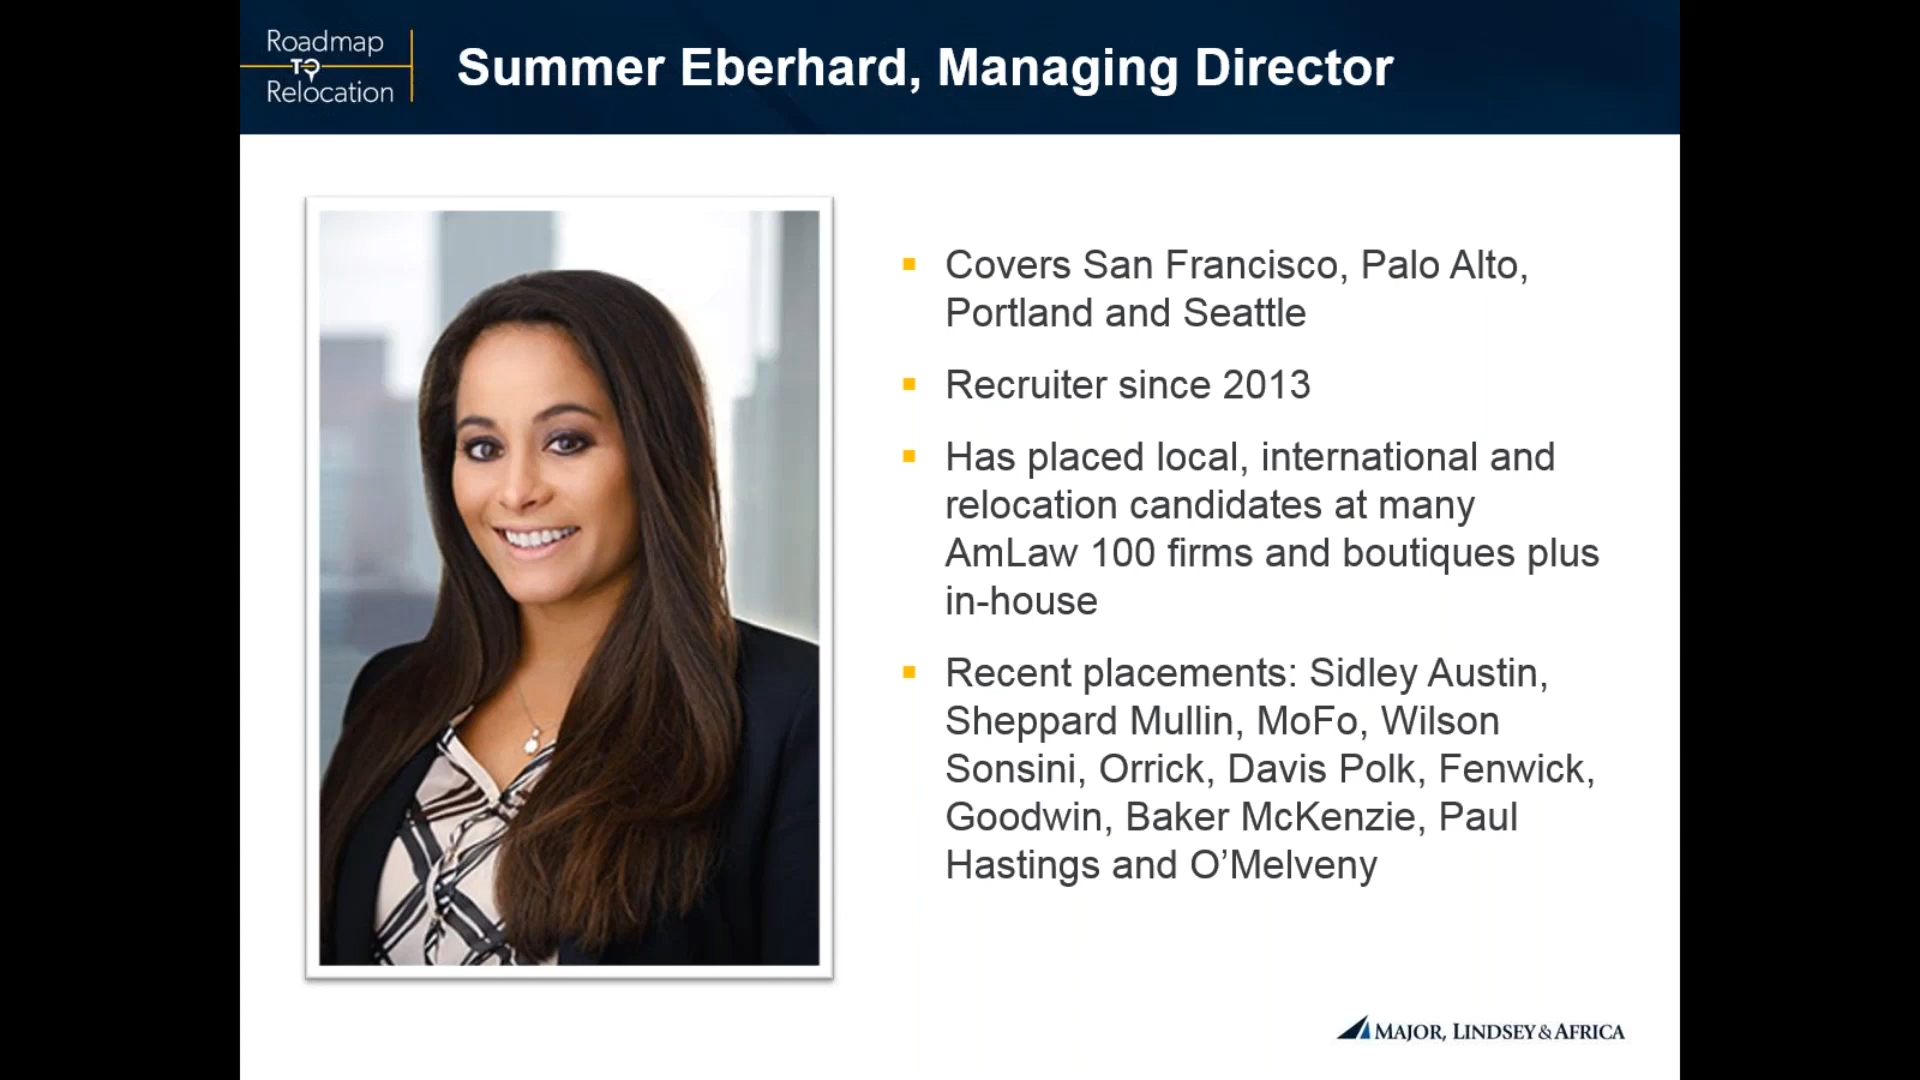 Roadmap
TO
Relocation
Summer Eberhard, Managing Director
Covers San Francisco, Palo Alto,
Portland and Seattle
Recruiter since 2013
Has placed local, international and
relocation candidates at many
AmLaw 100 firms and boutiques plus
in-house
Recent placements: Sidley Austin,
Sheppard Mullin, MoFo, Wilson
Sonsini, Orrick, Davis Polk, Fenwick,
Goodwin, Baker McKenzie, Paul
Hastings and O’Melveny
MAJOR, LINDSEY & AFRICA